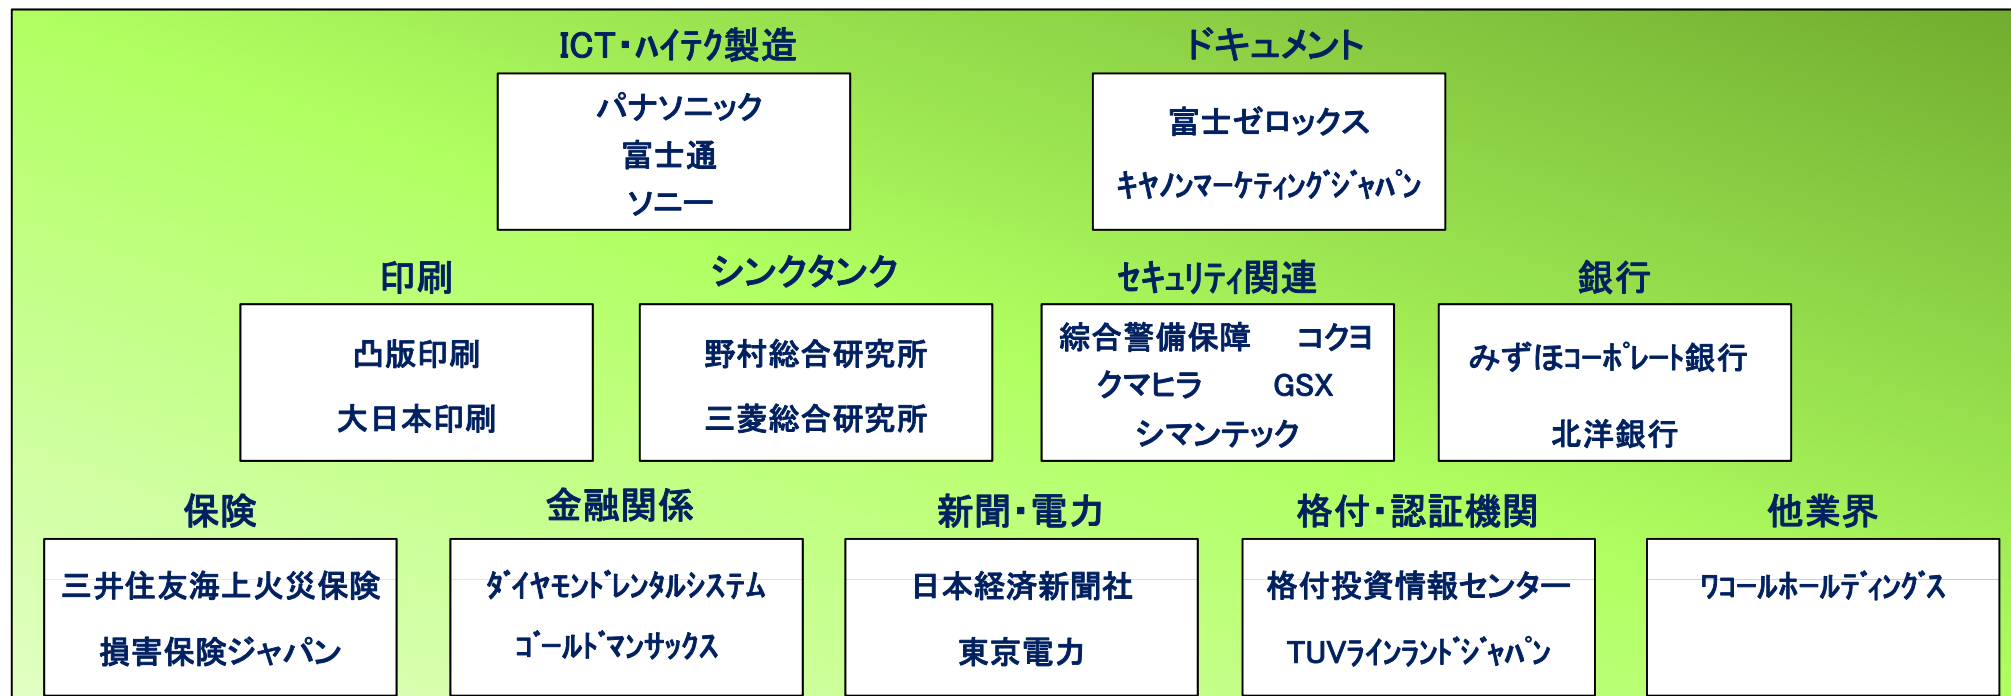 ICT・ハイテク製造
パナソニック
富士通
ソニー
ドキュメント
富士ゼロックス
ｷﾔﾉﾝﾏｰｹﾃｨﾝｸﾞｼﾞｬﾊﾟﾝ
印刷
凸版印刷
大日本印刷
シンクタンク
野村総合研究所
三菱総合研究所
ｾｷｭﾘﾃｨ関連
綜合警備保障 コクヨ
クマヒラ GSX
シマンテック
銀行
みずほｺｰﾎﾟﾚｰﾄ銀行
北洋銀行
保険
三井住友海上火災保険
損害保険ジャパン
金融関係
ﾀﾞｲﾔﾓﾝﾄﾞﾚﾝﾀﾙｼｽﾃﾑ
ｺﾞｰﾙﾄﾞﾏﾝｻｯｸｽ
新聞・電力
日本経済新聞社
東京電力
格付・認証機関
格付投資情報センター
TUVﾗｲﾝﾗﾝﾄﾞｼﾞｬﾊﾟﾝ
他業界
ﾜｺｰﾙﾎｰﾙﾃﾞｨﾝｸﾞｽ